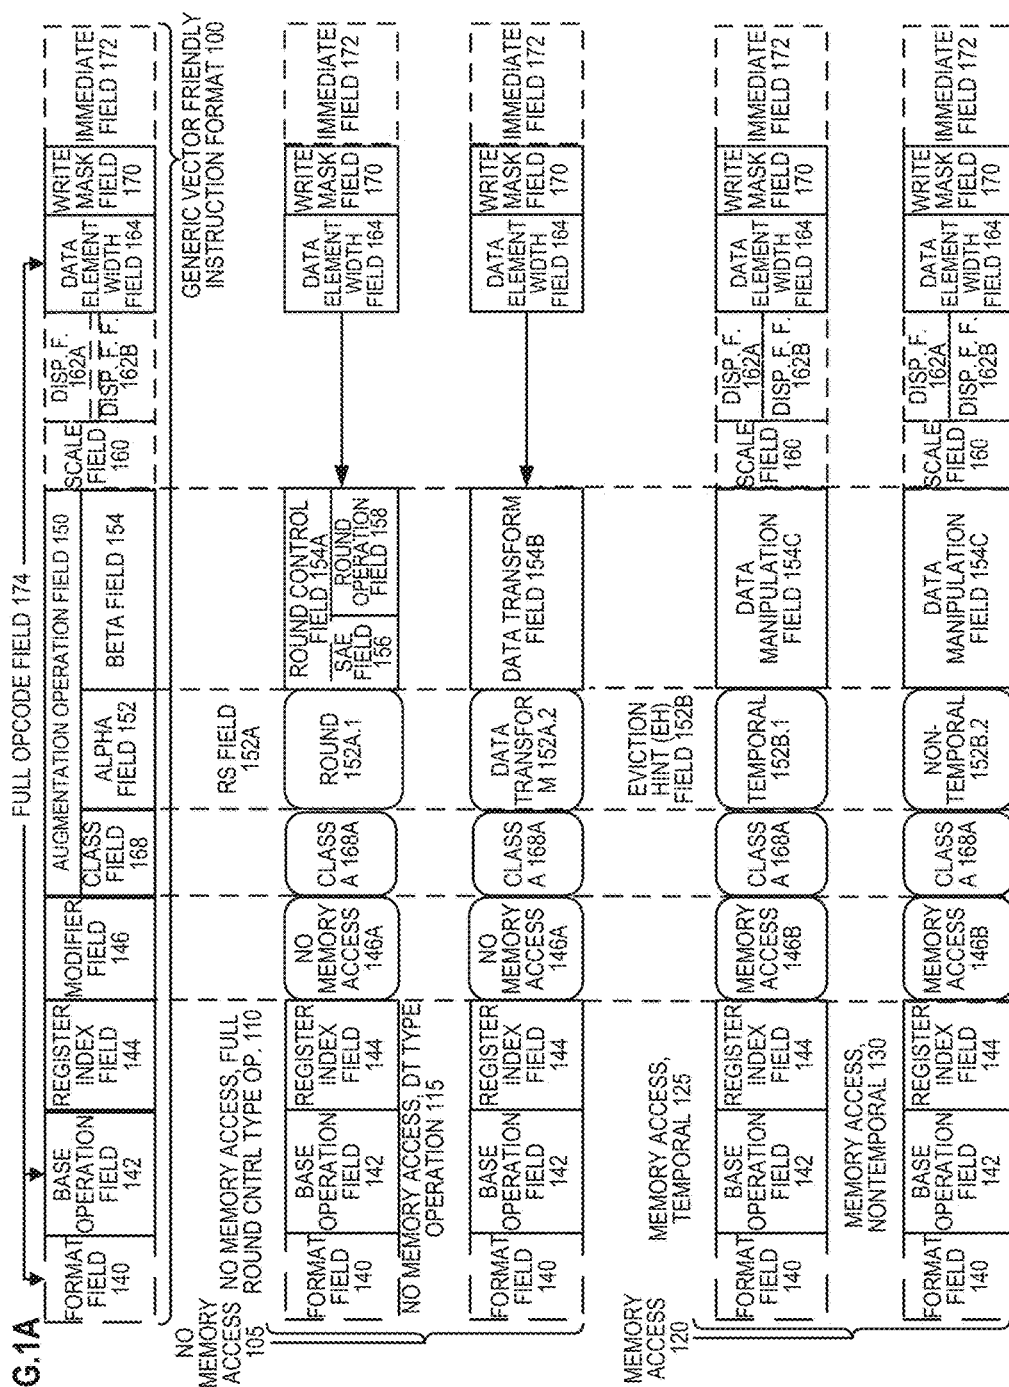 G.1A
FULL OPCODE FIELD 174
FORMAT
FIELD
140
BASE
OPERATION
FIELD
142
REGISTER
INDEX
FIELD
144
MODIFIER
FIELD
146
AUGMENTATION OPERATION FIELD 150
CLASS
FIELD
168
ALPHA
FIELD 152
BETA FIELD 154
SCALE
FIELD
160
DISP. F.
162A
DISP. F. F.
162B
DATA
ELEMENT
WIDTH
FIELD 164
WRITE
MASK
FIELD
170
IMMEDIATE
FIELD 172
GENERIC VECTOR FRIENDLY
INSTRUCTION FORMAT 100
NO
MEMORY
ACCESS
105
NO MEMORY ACCESS, FULL
ROUND CNTRL TYPE OP. 110
RS FIELD
152A
FORMAT
FIELD
140
BASE
OPERATION
FIELD
142
REGISTER
INDEX
FIELD
144
NO
MEMORY
ACCESS
146A
CLASS
A 168A
ROUND
152A.1
ROUND CONTROL
FIELD 154A
SAE
FIELD
156
ROUND
OPERATION
FIELD 158
DATA
ELEMENT
WIDTH
FIELD 164
WRITE
MASK
FIELD
170
IMMEDIATE
FIELD 172
NO MEMORY ACCESS, DT TYPE
OPERATION 115
FORMAT
FIELD
140
BASE
OPERATION
FIELD
142
REGISTER
INDEX
FIELD
144
NO
MEMORY
ACCESS
146A
CLASS
A 168A
DATA
TRANSFOR
M 152A.2
DATA TRANSFORM
FIELD 154B
DATA
ELEMENT
WIDTH
FIELD 164
WRITE
MASK
FIELD
170
IMMEDIATE
FIELD 172
MEMORY
ACCESS
120
MEMORY ACCESS,
TEMPORAL 125
EVICTION
HINT (EH)
FIELD 152B
FORMAT
FIELD
140
BASE
OPERATION
FIELD
142
REGISTER
INDEX
FIELD
144
MEMORY
ACCESS
146B
CLASS
A 168A
TEMPORAL
152B.1
DATA
MANIPULATION
FIELD 154C
SCALE
FIELD
160
DISP. F.
162A
DISP. F. F.
162B
DATA
ELEMENT
WIDTH
FIELD 164
WRITE
MASK
FIELD
170
IMMEDIATE
FIELD 172
MEMORY ACCESS,
NONTEMPORAL 130
FORMAT
FIELD
140
BASE
OPERATION
FIELD
142
REGISTER
INDEX
FIELD
144
MEMORY
ACCESS
146B
CLASS
A 168A
NON-
TEMPORAL
152B.2
DATA
MANIPULATION
FIELD 154C
SCALE
FIELD
160
DISP. F.
162A
DISP. F. F.
162B
DATA
ELEMENT
WIDTH
FIELD 164
WRITE
MASK
FIELD
170
IMMEDIATE
FIELD 172